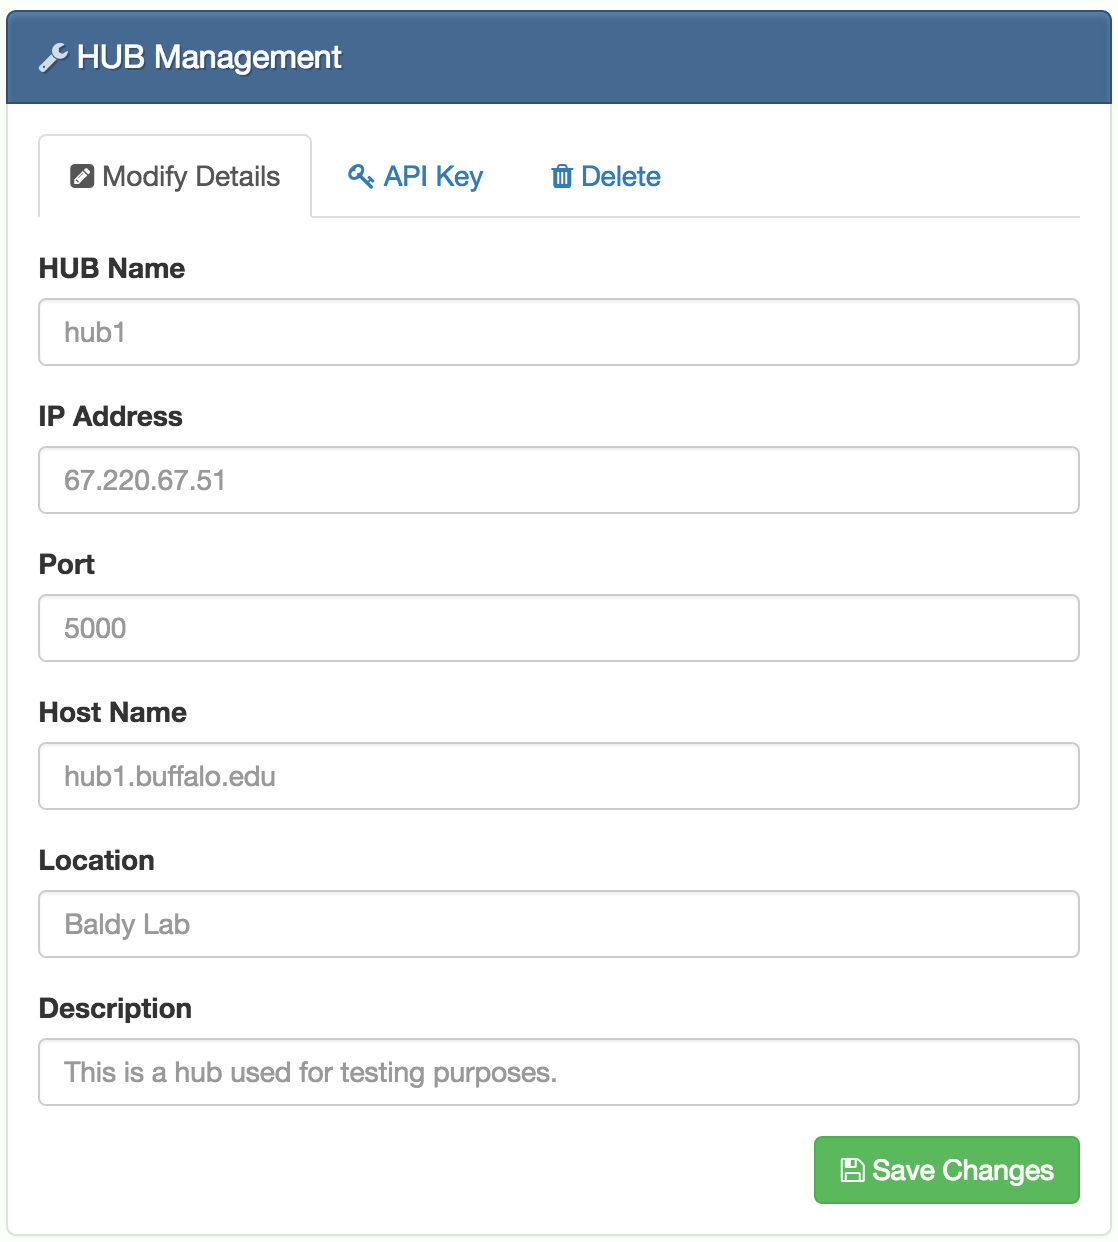 HUB Management
Modify Details API Key Delete
HUB Name
hub1
IP Address
67.220.67.51
Port
5000
Host Name
hub1.buffalo.edu
Location
Baldy Lab
Description
This is a hub used for testing purposes.
Save Changes